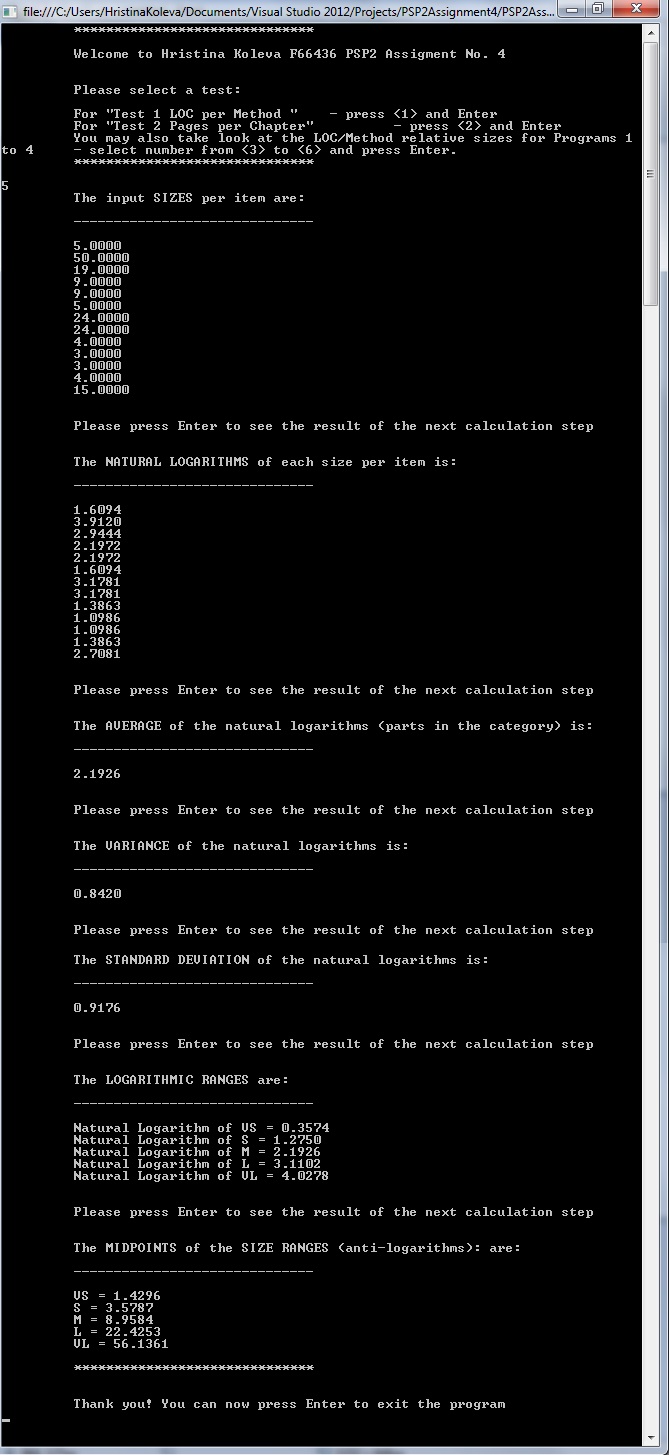 file:///C:/Users/HristinaKoleva/Documents/Visual Studio 2012/Projects/PSP2Assignment4/PSP2Ass...
******************************
Welcome to Hristina Koleva F66436 PSP2 Assigment No. 4
Please select a test:
For "Test 1 LOC per Method " - press <1> and Enter
For "Test 2 Pages per Chapter" - press <2> and Enter
You may also take look at the LOC/Method relative sizes for Programs 1
to 4 - select number from <3> to <6> and press Enter.
******************************
5
The input SIZES per item are:
------------------------------
5.0000
50.0000
19.0000
9.0000
9.0000
5.0000
24.0000
24.0000
4.0000
3.0000
3.0000
4.0000
15.0000
Please press Enter to see the result of the next calculation step
The NATURAL LOGARITHMS of each size per item is:
------------------------------
1.6094
3.9120
2.9444
2.1972
2.1972
1.6094
3.1781
3.1781
1.3863
1.0986
1.0986
1.3863
2.7081
Please press Enter to see the result of the next calculation step
The AVERAGE of the natural logarithms (parts in the category) is:
------------------------------
2.1926
Please press Enter to see the result of the next calculation step
The VARIANCE of the natural logarithms is:
------------------------------
0.8420
Please press Enter to see the result of the next calculation step
The STANDARD DEVIATION of the natural logarithms is:
------------------------------
0.9176
Please press Enter to see the result of the next calculation step
The LOGARITHMIC RANGES are:
------------------------------
Natural Logarithm of VS = 0.3574
Natural Logarithm of S = 1.2750
Natural Logarithm of M = 2.1926
Natural Logarithm of L = 3.1102
Natural Logarithm of VL = 4.0278
Please press Enter to see the result of the next calculation step
The MIDPOINTS of the SIZE RANGES (anti-logarithms): are:
------------------------------
VS = 1.4296
S = 3.5787
M = 8.9584
L = 22.4253
VL = 56.1361
******************************
Thank you! You can now press Enter to exit the program